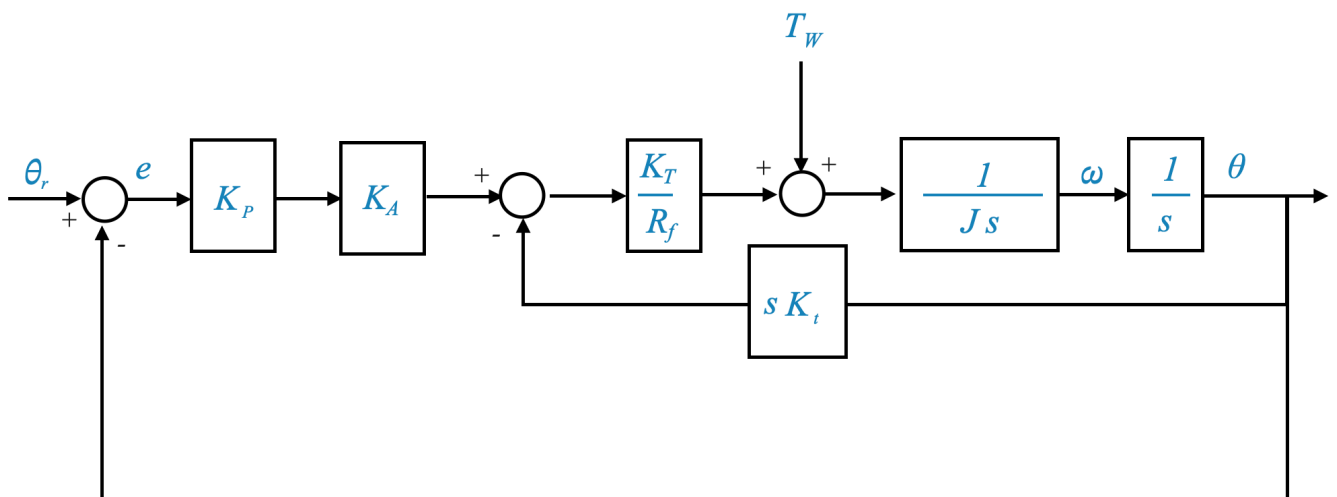 T_W
θ_r
+
-
e
K_P
K_A
+
-
K_T
R_f
+
+
1
J s
ω
1
s
θ
s K_t